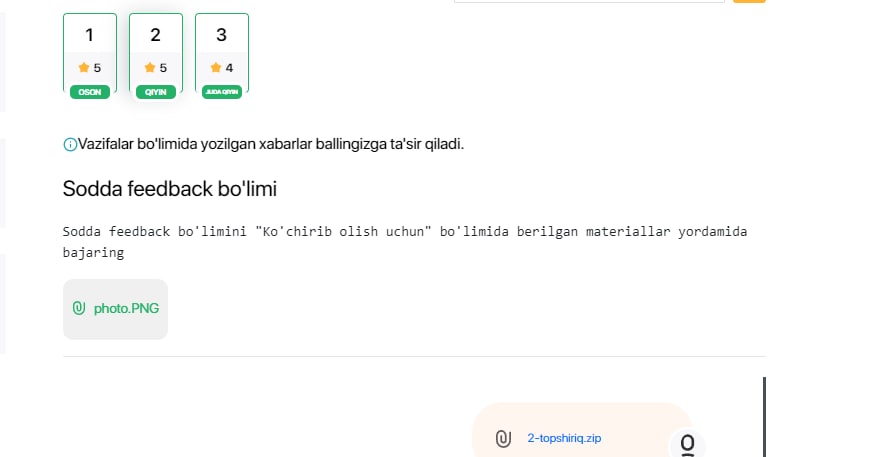 1 2 3
5 5 4
OSON QIYIN JUDA QIYIN
Vazifalar bo'limida yozilgan xabarlar ballingizga ta'sir qiladi.
Sodda feedback bo'limi
Sodda feedback bo'limini "Ko'chirib olish uchun" bo'limida berilgan materiallar yordamida
bajaring
photo.PNG
2-topshiriq.zip